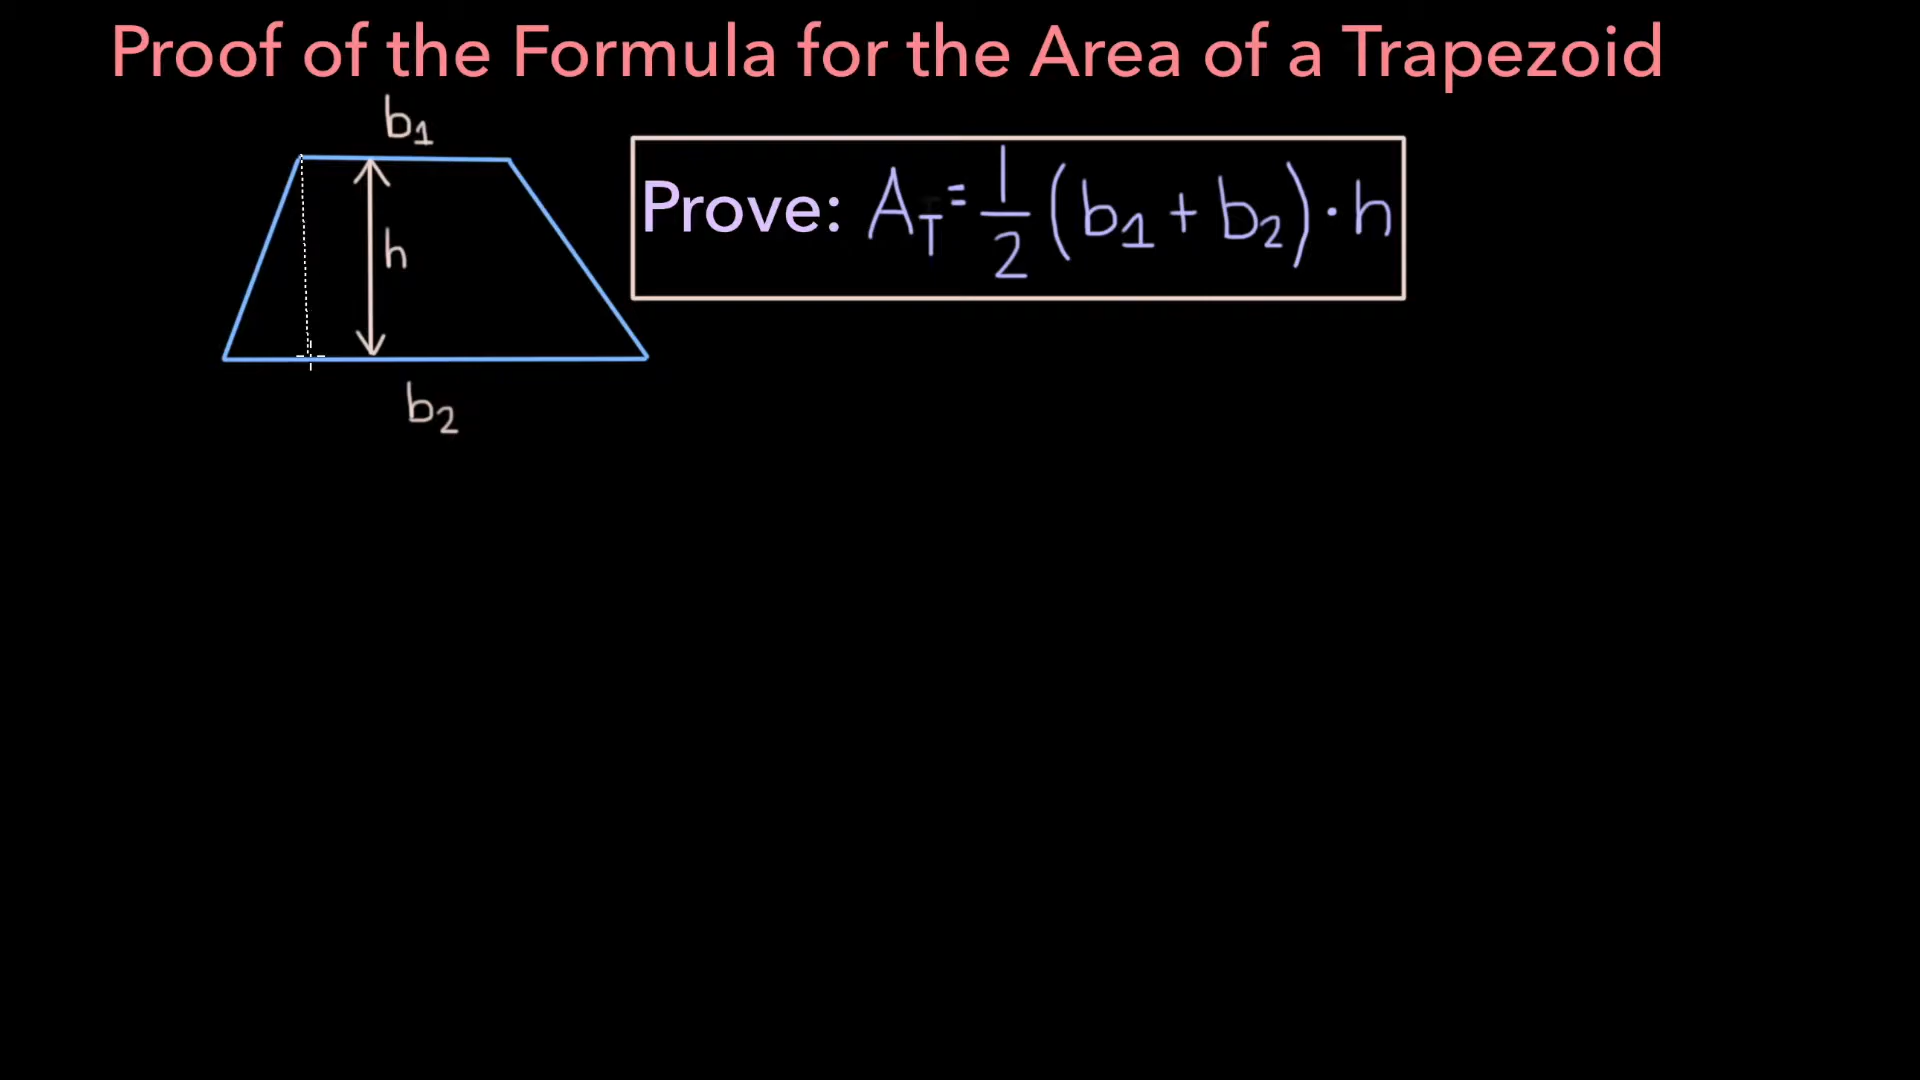 Proof of the Formula for the Area of a Trapezoid
b₁
Prove: A_T = 1/2 (b₁ + b₂) · h
h
b₂